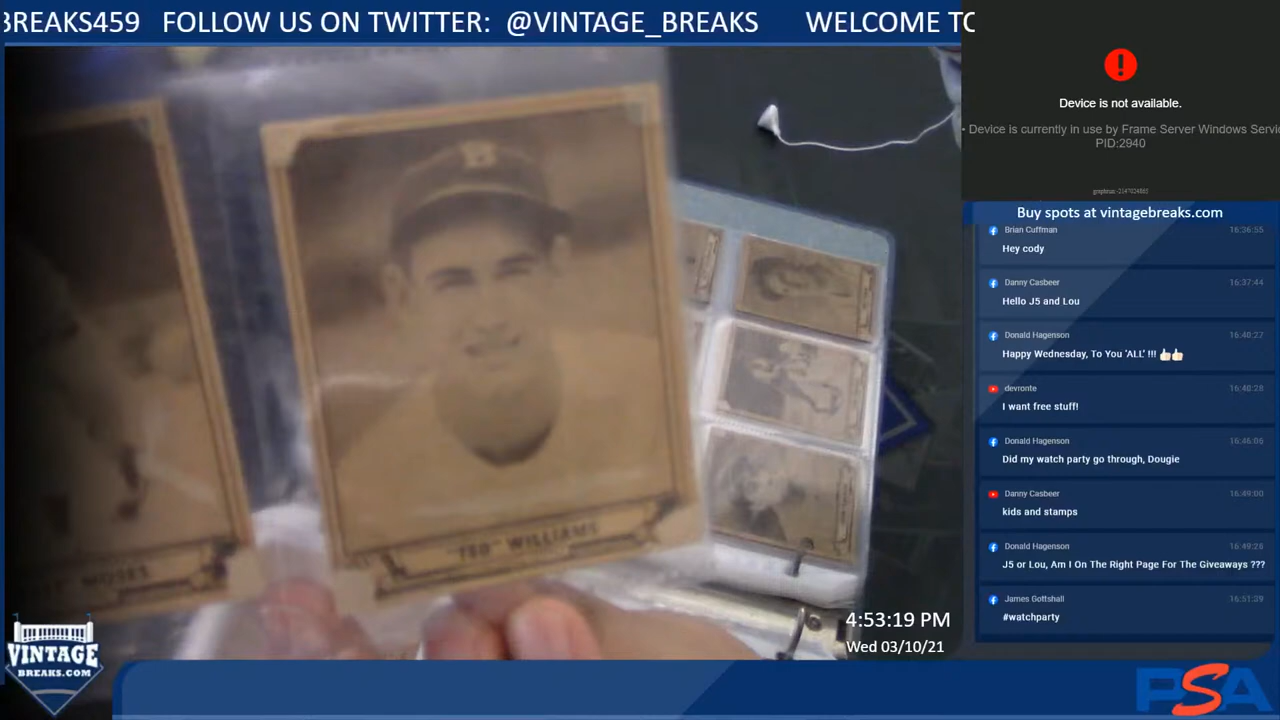 BREAKS459 FOLLOW US ON TWITTER: @VINTAGE_BREAKS WELCOME TO
Device is not available.
• Device is currently in use by Frame Server Windows Servi
PID:2940
Buy spots at vintagebreaks.com
Brian Cuffman 16:36:55
Hey cody
Danny Casbeer 16:37:44
Hello J5 and Lou
Donald Hagenson 16:40:27
Happy Wednesday, To You 'ALL' !!! 👍🏻👍🏻
devronte 16:40:28
I want free stuff!
Donald Hagenson 16:46:06
Did my watch party go through, Dougie
Danny Casbeer 16:49:00
kids and stamps
Donald Hagenson 16:49:26
J5 or Lou, Am I On The Right Page For The Giveaways ???
James Gottshall 16:51:29
#watchparty
B
"TED" WILLIAMS
MOSES
4:53:19 PM
Wed 03/10/21
VINTAGE
BREAKS.COM
PSA